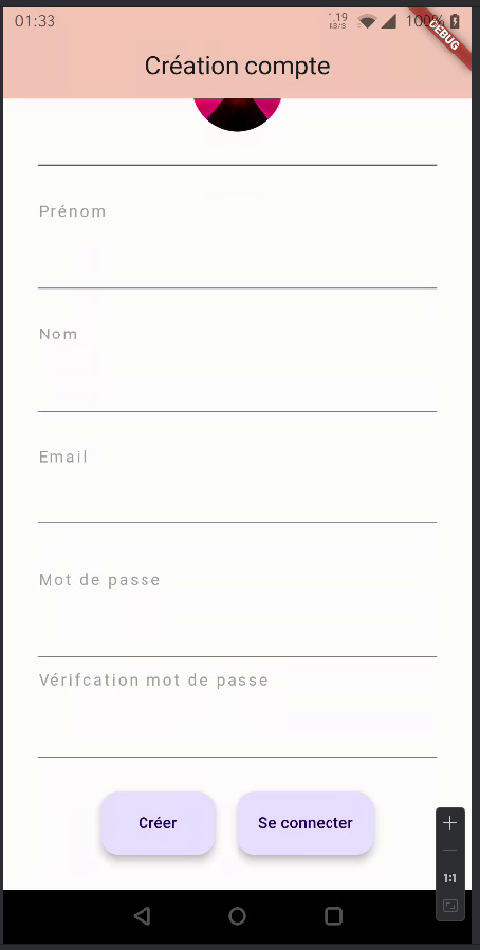 01:33
1.19
KB/S
100%
DEBUG
Création compte
Prénom
Nom
Email
Mot de passe
Vérifcation mot de passe
Créer
Se connecter
1:1